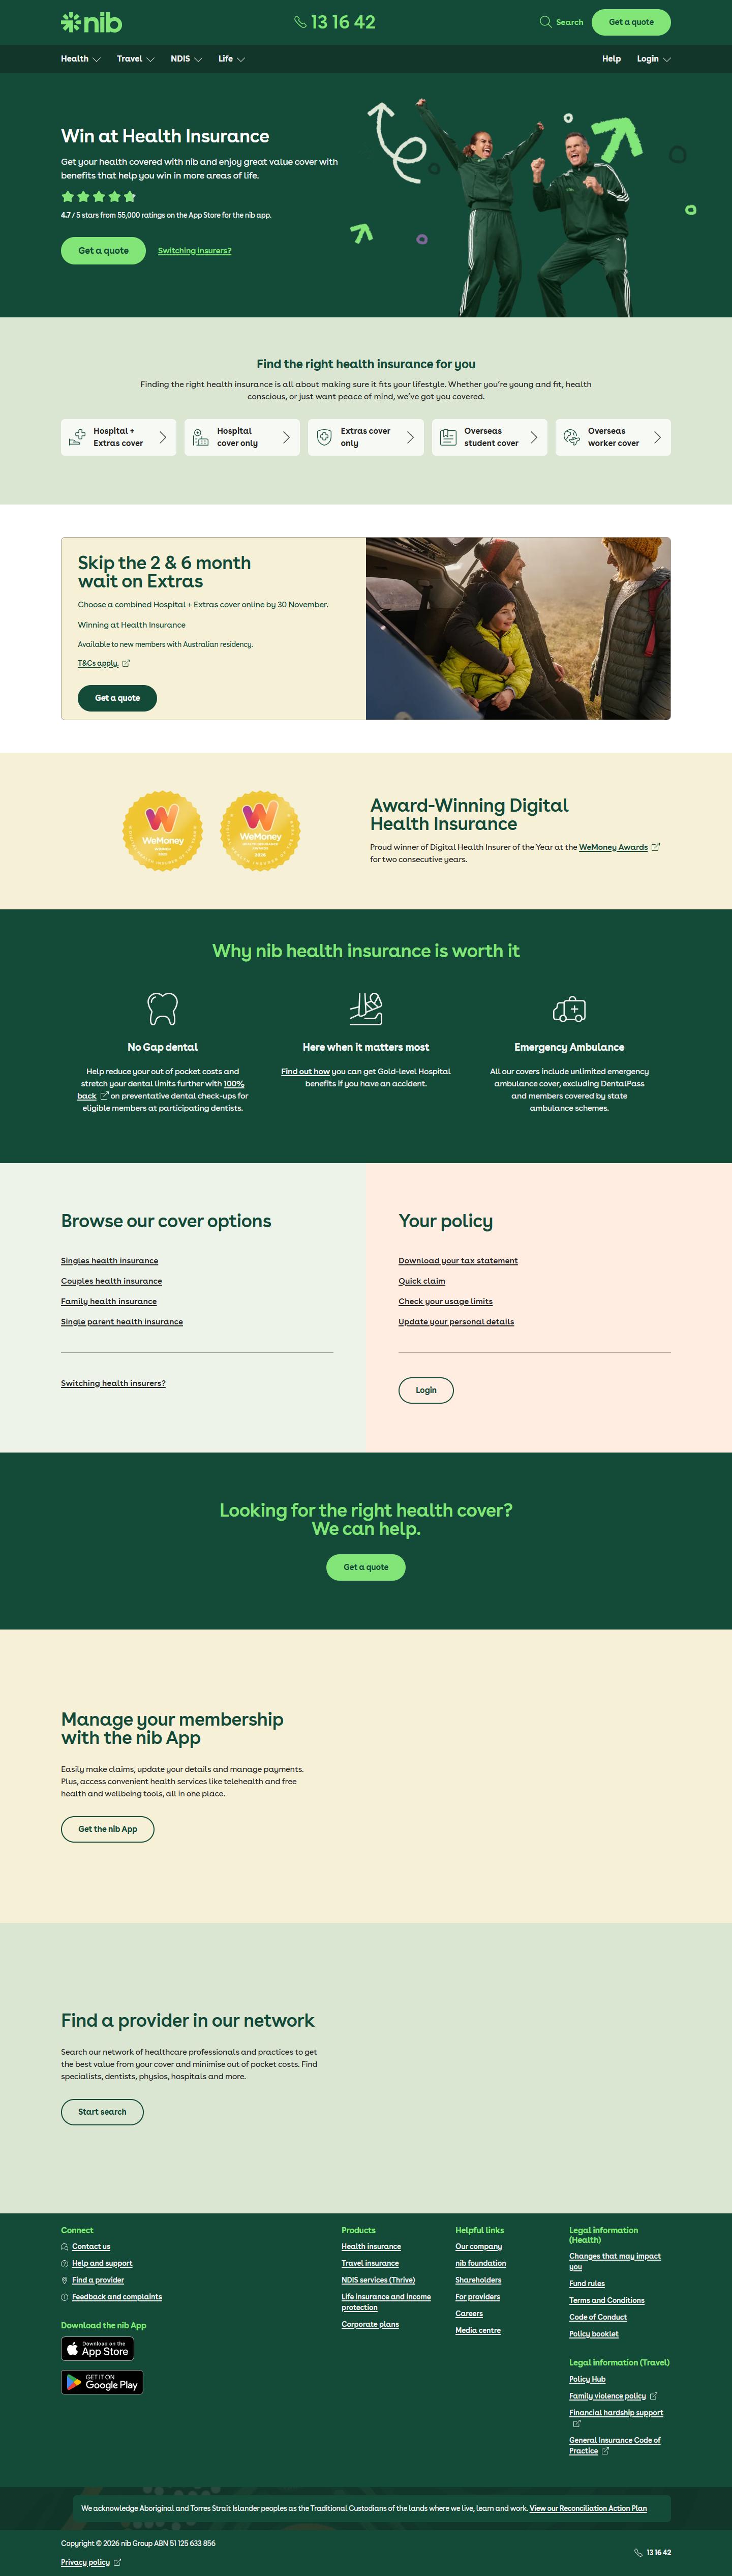 nib
13 16 42
Search
Get a quote
Health
Travel
NDIS
Life
Help
Login
Win at Health Insurance
Get your health covered with nib and enjoy great value cover with
benefits that help you win in more areas of life.
4.7 / 5 stars from 55,000 ratings on the App Store for the nib app.
Get a quote
Switching insurers?
Find the right health insurance for you
Finding the right health insurance is all about making sure it fits your lifestyle. Whether you're young and fit, health
conscious, or just want peace of mind, we've got you covered.
Hospital +
Extras cover
Hospital
cover only
Extras cover
only
Overseas
student cover
Overseas
worker cover
Skip the 2 & 6 month
wait on Extras
Choose a combined Hospital + Extras cover online by 30 November.
Winning at Health Insurance
Available to new members with Australian residency.
T&Cs apply.
Get a quote
WeMoney
WeMoney
Award-Winning Digital
Health Insurance
Proud winner of Digital Health Insurer of the Year at the WeMoney Awards
for two consecutive years.
Why nib health insurance is worth it
No Gap dental
Help reduce your out of pocket costs and
stretch your dental limits further with 100%
back on preventative dental check-ups for
eligible members at participating dentists.
Here when it matters most
Find out how you can get Gold-level Hospital
benefits if you have an accident.
Emergency Ambulance
All our covers include unlimited emergency
ambulance cover, excluding DentalPass
and members covered by state
ambulance schemes.
Browse our cover options
Singles health insurance
Couples health insurance
Family health insurance
Single parent health insurance
Switching health insurers?
Your policy
Download your tax statement
Quick claim
Check your usage limits
Update your personal details
Login
Looking for the right health cover?
We can help.
Get a quote
Manage your membership
with the nib App
Easily make claims, update your details and manage payments.
Plus, access convenient health services like telehealth and free
health and wellbeing tools, all in one place.
Get the nib App
Find a provider in our network
Search our network of healthcare professionals and practices to get
the best value from your cover and minimise out of pocket costs. Find
specialists, dentists, physios, hospitals and more.
Start search
Connect
Contact us
Help and support
Find a provider
Feedback and complaints
Download the nib App
Download on the
App Store
GET IT ON
Google Play
Products
Health insurance
Travel insurance
NDIS services (Thrive)
Life insurance and income
protection
Corporate plans
Helpful links
Our company
nib foundation
Shareholders
For providers
Careers
Media centre
Legal information
(Health)
Changes that may impact
you
Fund rules
Terms and Conditions
Code of Conduct
Policy booklet
Legal information (Travel)
Policy Hub
Family violence policy
Financial hardship support
General Insurance Code of
Practice
We acknowledge Aboriginal and Torres Strait Islander peoples as the Traditional Custodians of the lands where we live, learn and work. View our Reconciliation Action Plan
Copyright © 2026 nib Group ABN 51 125 633 856
Privacy policy
13 16 42